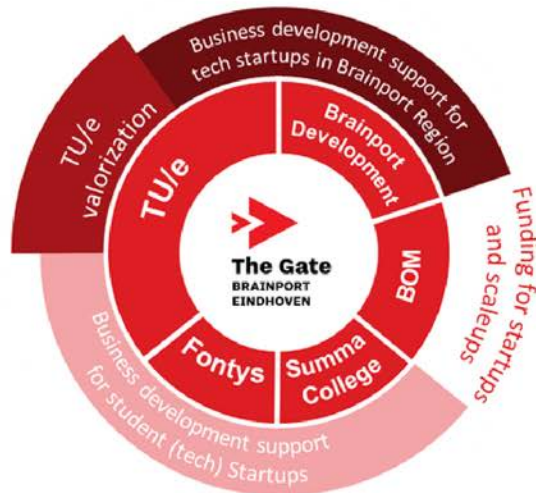 Business development support for
tech startups in Brainport Region
TU/e
valorization
TU/e
Brainport
Development
BOM
Funding for startups
and scaleups
The Gate
BRAINPORT
EINDHOVEN
Fontys
Summa
College
Business development support
for student (tech) Startups